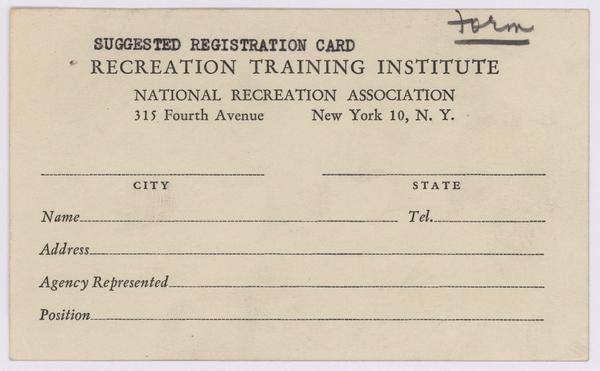 Form
SUGGESTED REGISTRATION CARD
RECREATION TRAINING INSTITUTE
NATIONAL RECREATION ASSOCIATION
315 Fourth Avenue New York 10, N. Y.
CITY STATE
Name Tel.
Address
Agency Represented
Position